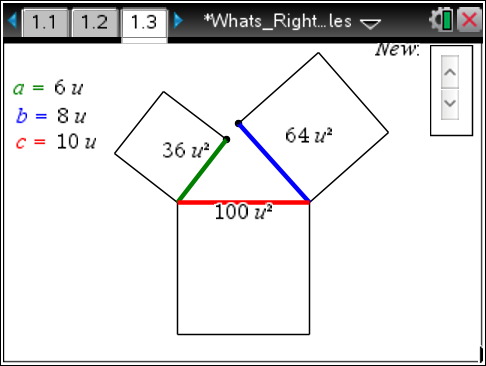 1.1 1.2 1.3 *Whats_Right...les
New:
a = 6 u
b = 8 u
c = 10 u
36 u²
64 u²
100 u²